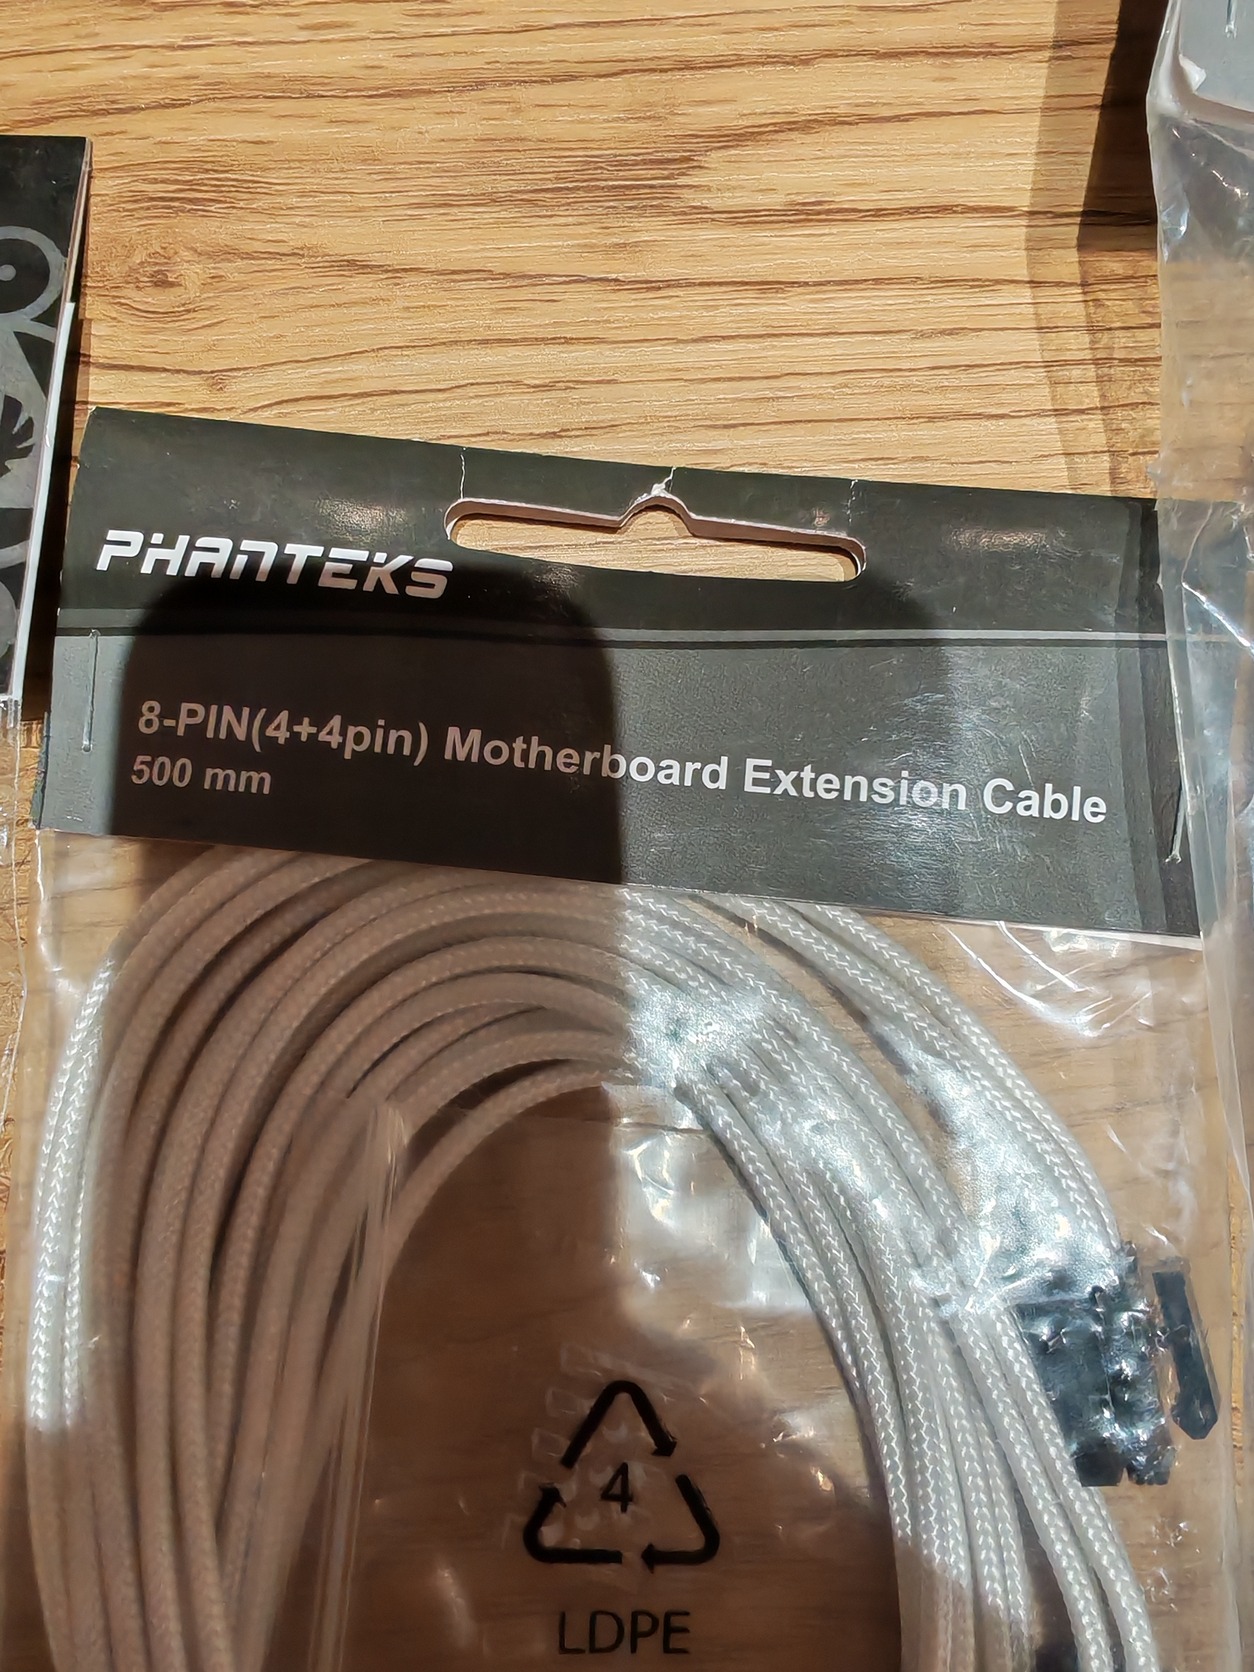 PHANTEKS
8-PIN(4+4pin) Motherboard Extension Cable
500 mm
4
LDPE